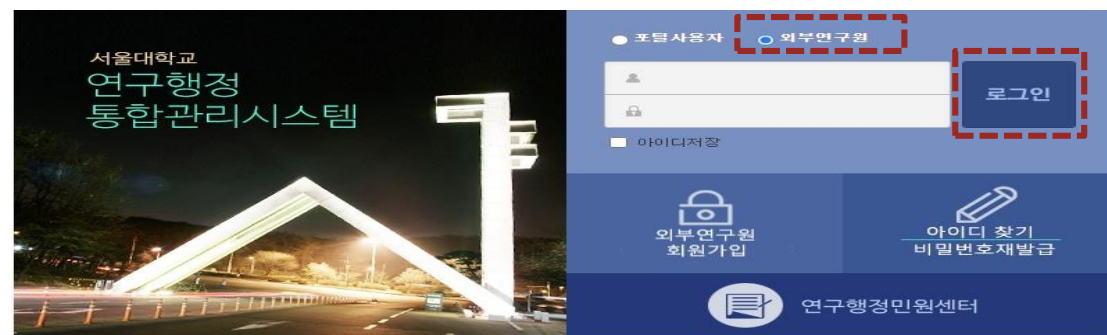 서울대학교
연구행정
통합관리시스템
포털사용자 외부연구원
로그인
아이디저장
외부연구원
회원가입
아이디 찾기
비밀번호재발급
연구행정민원센터